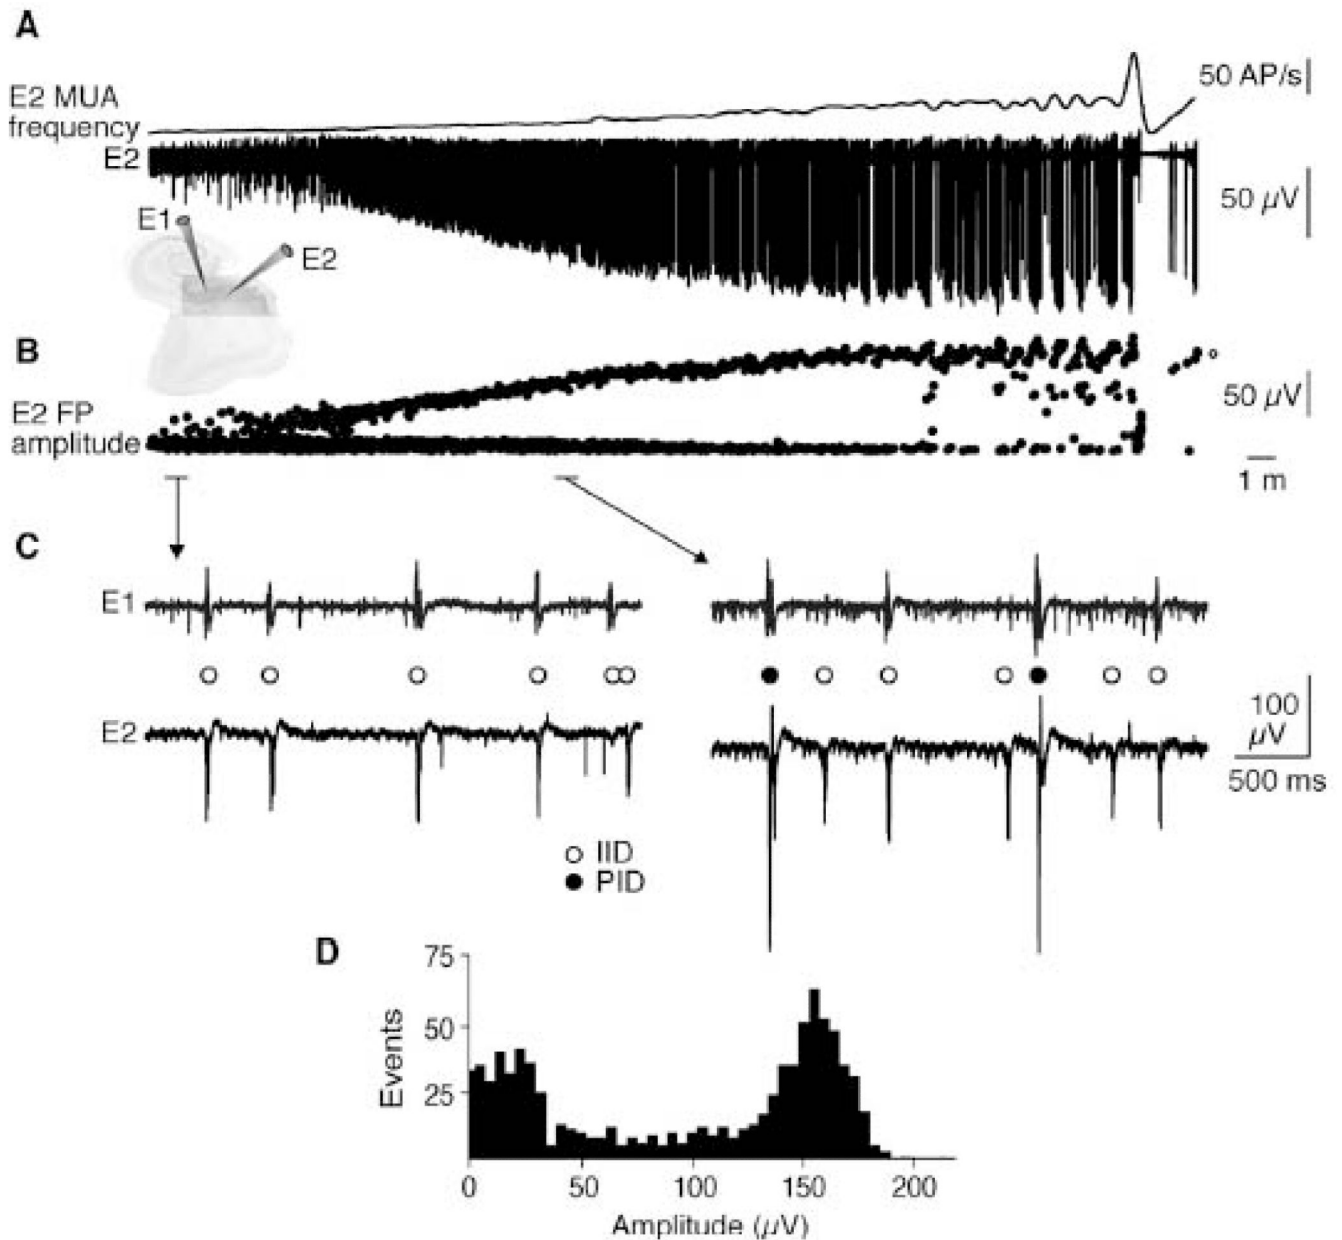 A
E2 MUA
frequency
50 AP/s
E2
50 µV
E1
E2
B
E2 FP
amplitude
50 µV
1 m
C
E1
E2
100
µV
500 ms
IID
PID
D
75
50
25
Events
0 50 100 150 200
Amplitude (µV)